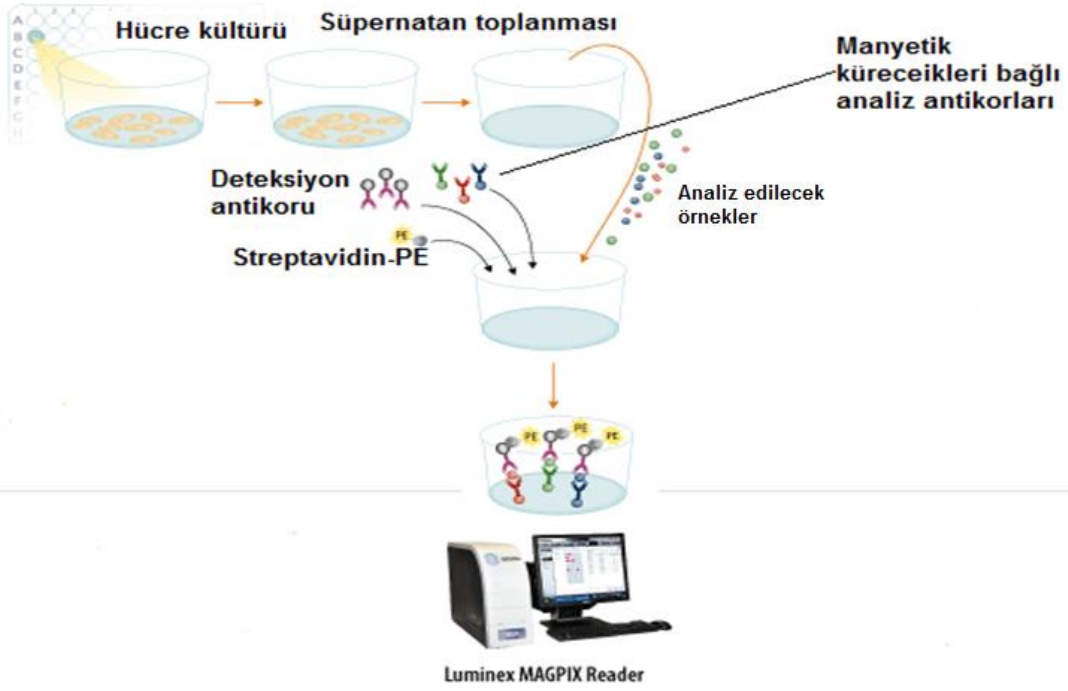 A
B
C
D
E
F
G
H
Hücre kültürü
Süpernatan toplanması
Manyetik
küreceikleri bağlı
analiz antikorları
Deteksiyon
antikoru
Analiz edilecek
örnekler
PE
Streptavidin-PE
PE
PE
PE
Luminex MAGPIX Reader